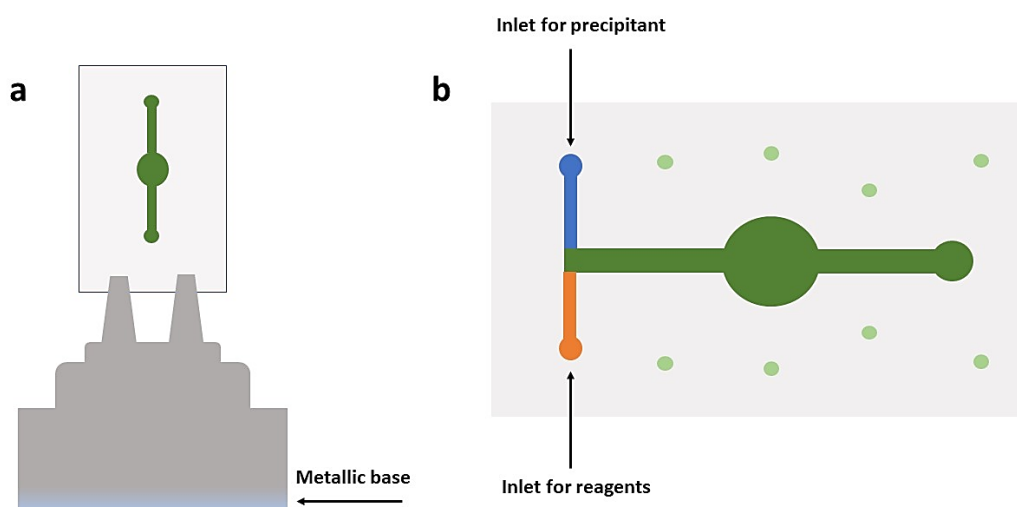 Inlet for precipitant
a
b
Metallic base
Inlet for reagents